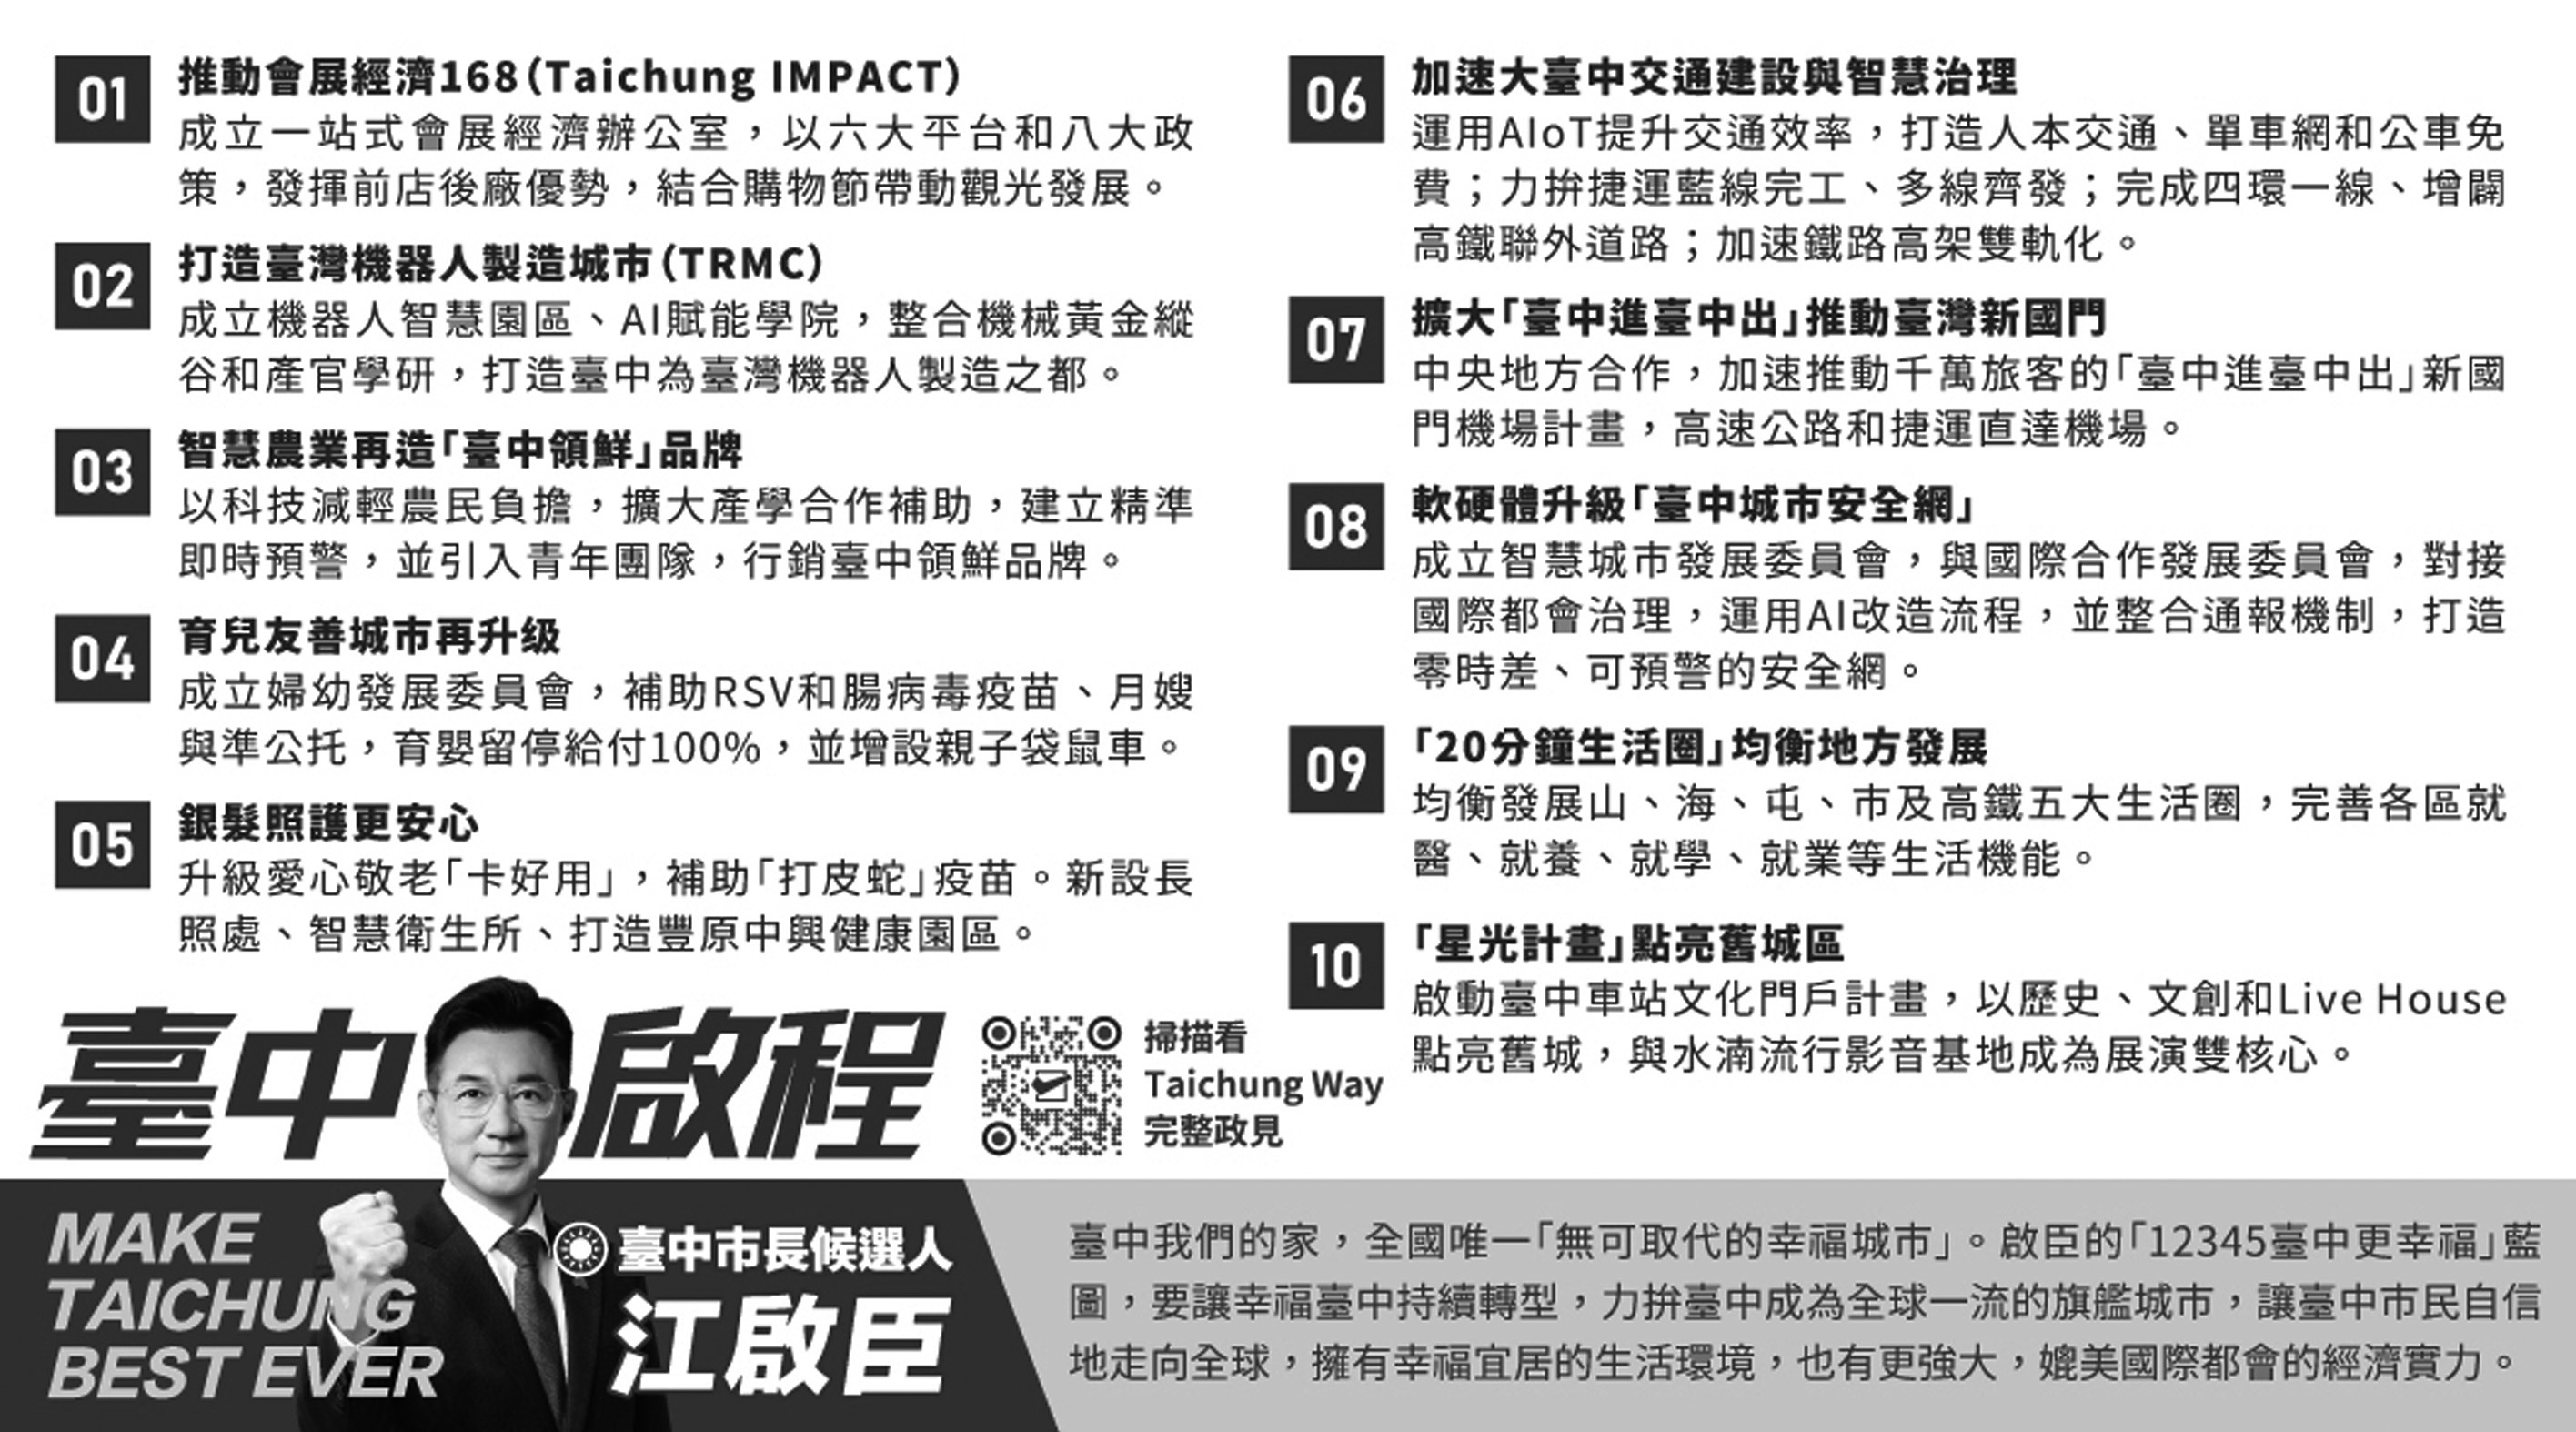 01
推動會展經濟168(Taichung IMPACT)
成立一站式會展經濟辦公室，以六大平台和八大政
策，發揮前店後廠優勢，結合購物節帶動觀光發展。
02
打造臺灣機器人製造城市(TRMC)
成立機器人智慧園區、AI賦能學院，整合機械黃金縱
谷和產官學研，打造臺中為臺灣機器人製造之都。
03
智慧農業再造「臺中領鮮」品牌
以科技減輕農民負擔，擴大產學合作補助，建立精準
即時預警，並引入青年團隊，行銷臺中領鮮品牌。
04
育兒友善城市再升级
成立婦幼發展委員會，補助RSV和腸病毒疫苗、月嫂
與準公托，育嬰留停給付100%，並增設親子袋鼠車。
05
銀髮照護更安心
升級愛心敬老「卡好用」，補助「打皮蛇」疫苗。新設長
照處、智慧衛生所、打造豐原中興健康園區。
06
加速大臺中交通建設與智慧治理
運用AIoT提升交通效率，打造人本交通、單車網和公車免
費；力拚捷運藍線完工、多線齊發；完成四環一線、增闢
高鐵聯外道路；加速鐵路高架雙軌化。
07
擴大「臺中進臺中出」推動臺灣新國門
中央地方合作，加速推動千萬旅客的「臺中進臺中出」新國
門機場計畫，高速公路和捷運直達機場。
08
軟硬體升級「臺中城市安全網」
成立智慧城市發展委員會，與國際合作發展委員會，對接
國際都會治理，運用AI改造流程，並整合通報機制，打造
零時差、可預警的安全網。
09
「20分鐘生活圈」均衡地方發展
均衡發展山、海、屯、市及高鐵五大生活圈，完善各區就
醫、就養、就學、就業等生活機能。
10
「星光計畫」點亮舊城區
啟動臺中車站文化門戶計畫，以歷史、文創和Live House
點亮舊城，與水湳流行影音基地成為展演雙核心。
臺中啟程
掃描看
Taichung Way
完整政見
MAKE
TAICHUNG
BEST EVER
臺中市長候選人
江啟臣
臺中我們的家，全國唯一「無可取代的幸福城市」。啟臣的「12345臺中更幸福」藍
圖，要讓幸福臺中持續轉型，力拚臺中成為全球一流的旗艦城市，讓臺中市民自信
地走向全球，擁有幸福宜居的生活環境，也有更強大，媲美國際都會的經濟實力。